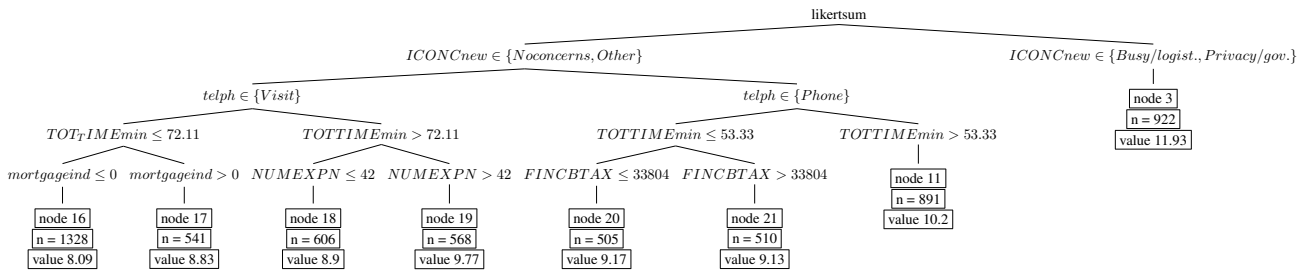 likertsum
ICONCnew ∈ {Noconcerns, Other} ICONCnew ∈ {Busy/logist., Privacy/gov.}
telph ∈ {Visit} telph ∈ {Phone}
node 3
n = 922
value 11.93
TOT_TIMEmin ≤ 72.11 TOTTIMEmin > 72.11 TOTTIMEmin ≤ 53.33 TOTTIMEmin > 53.33
mortgageind ≤ 0 mortgageind > 0 NUMEXPN ≤ 42 NUMEXPN > 42 FINCBTAX ≤ 33804 FINCBTAX > 33804
node 11
n = 891
value 10.2
node 16 node 17 node 18 node 19 node 20 node 21
n = 1328 n = 541 n = 606 n = 568 n = 505 n = 510
value 8.09 value 8.83 value 8.9 value 9.77 value 9.17 value 9.13